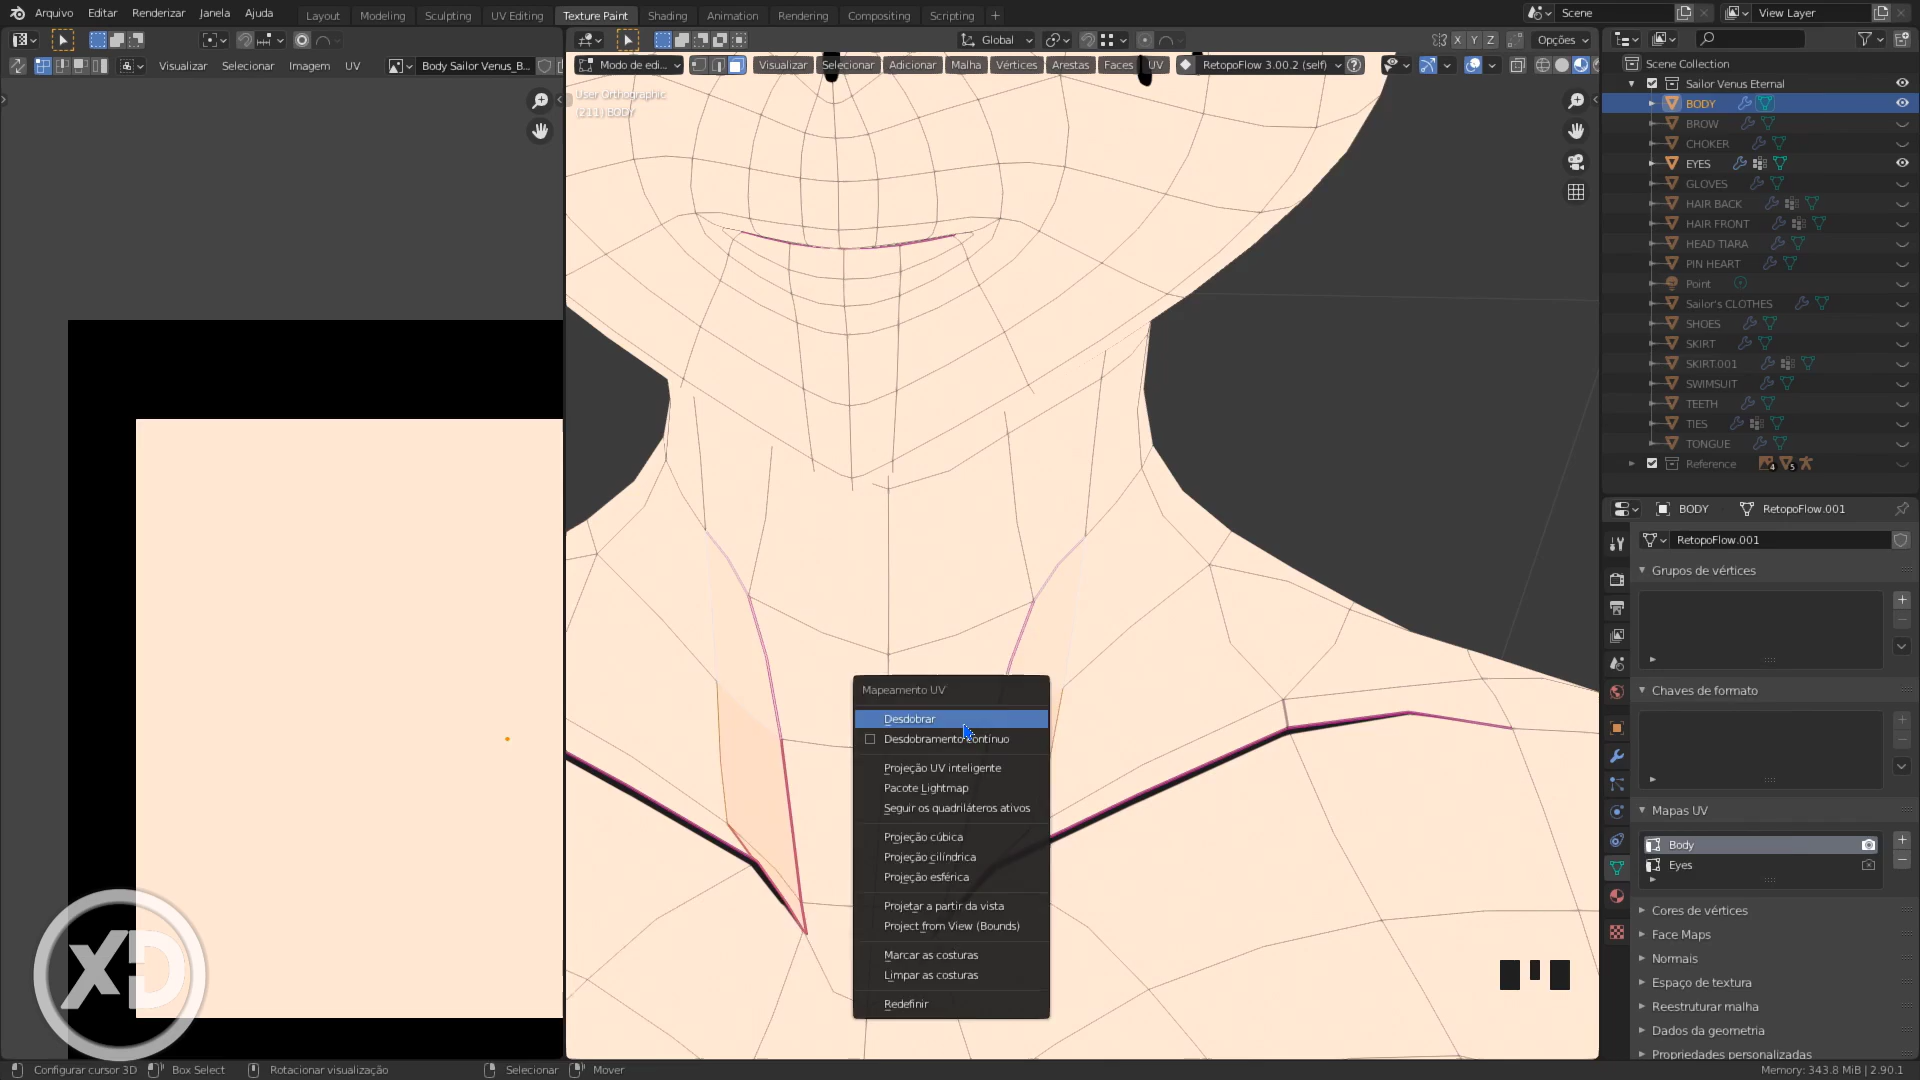 Arquivo Editar Renderizar Janela Ajuda Layout Modeling Sculpting UV Editing Texture Paint Shading Animation Rendering Compositing Scripting + Scene View Layer
Global X Y Z Opções
Visualizar Selecionar Imagem UV Body Sailor Venus_B... Modo de edi... Visualizar Selecionar Adicionar Malha Vértices Arestas Faces UV RetopoFlow 3.00.2 (self)
User Orthographic
(211) BODY
Scene Collection
Sailor Venus Eternal
BODY
BROW
CHOKER
EYES
GLOVES
HAIR BACK
HAIR FRONT
HEAD TIARA
PIN HEART
Point
Sailor's CLOTHES
SHOES
SKIRT
SKIRT.001
SWIMSUIT
TEETH
TIES
TONGUE
Reference 4 5
BODY RetopoFlow.001
RetopoFlow.001
Grupos de vértices
Chaves de formato
Mapas UV
Body
Eyes
Cores de vértices
Face Maps
Normais
Espaço de textura
Reestruturar malha
Dados da geometria
Propriedades personalizadas
Mapeamento UV
Desdobrar
Desdobramento contínuo
Projeção UV inteligente
Pacote Lightmap
Seguir os quadriláteros ativos
Projeção cúbica
Projeção cilíndrica
Projeção esférica
Projetar a partir da vista
Project from View (Bounds)
Marcar as costuras
Limpar as costuras
Redefinir
XD
Configurar cursor 3D Box Select Rotacionar visualização Selecionar Mover Memory: 343.8 MiB | 2.90.1